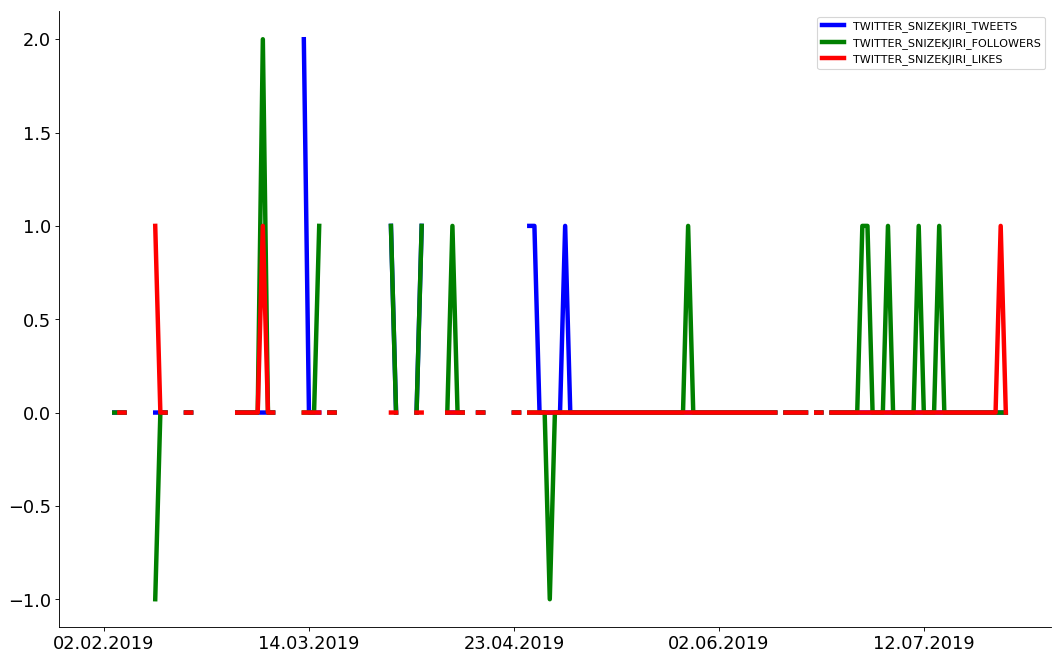 TWITTER_SNIZEKJIRI_TWEETS
TWITTER_SNIZEKJIRI_FOLLOWERS
TWITTER_SNIZEKJIRI_LIKES
2.0
1.5
1.0
0.5
0.0
−0.5
−1.0
02.02.2019 14.03.2019 23.04.2019 02.06.2019 12.07.2019